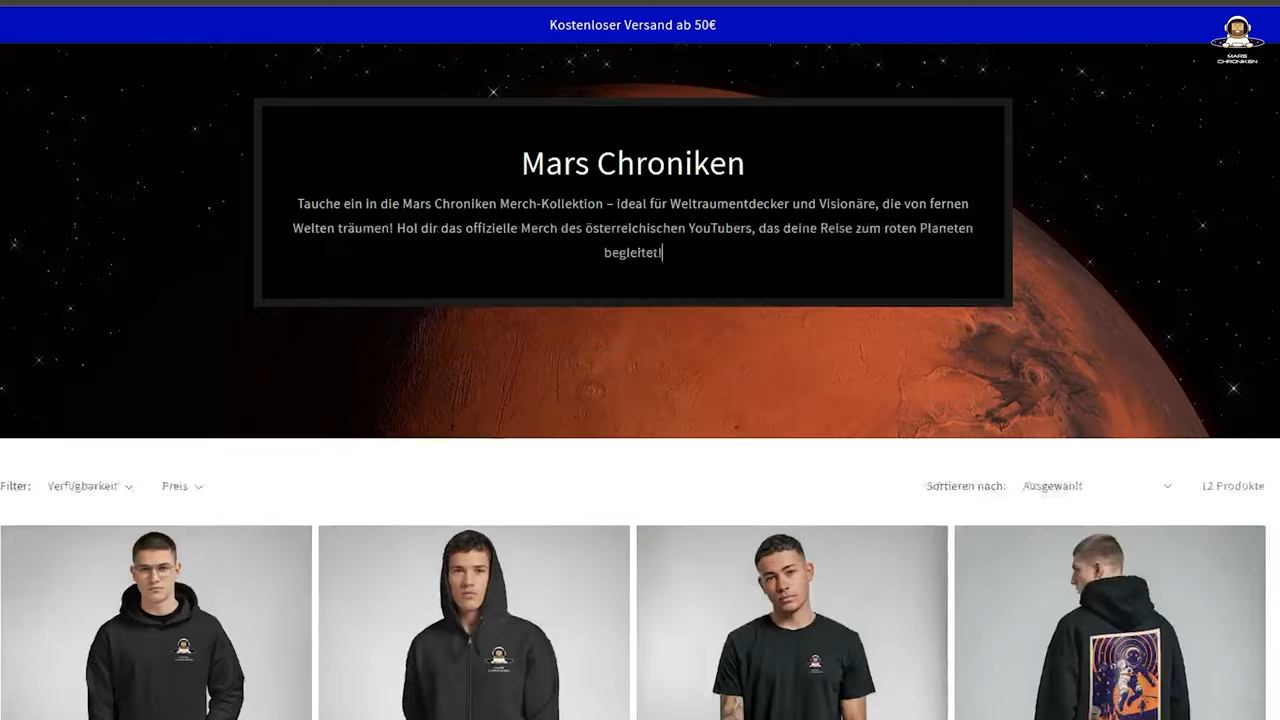 Kostenloser Versand ab 50€
MARS
CHRONIKEN
Mars Chroniken
Tauche ein in die Mars Chroniken Merch-Kollektion – ideal für Weltraumentdecker und Visionäre, die von fernen
Welten träumen! Hol dir das offizielle Merch des österreichischen YouTubers, das deine Reise zum roten Planeten
begleitet!
Filter: Verfügbarkeit Preis Sortieren nach: Ausgewählt 12 Produkte